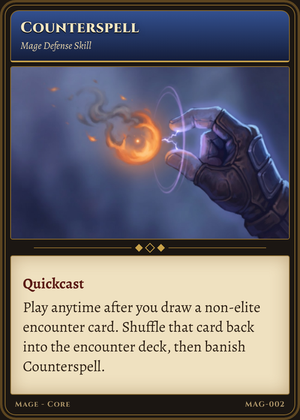 Counterspell
Mage Defense Skill
Quickcast
Play anytime after you draw a non-elite
encounter card. Shuffle that card back
into the encounter deck, then banish
Counterspell.
Mage - Core
MAG-002